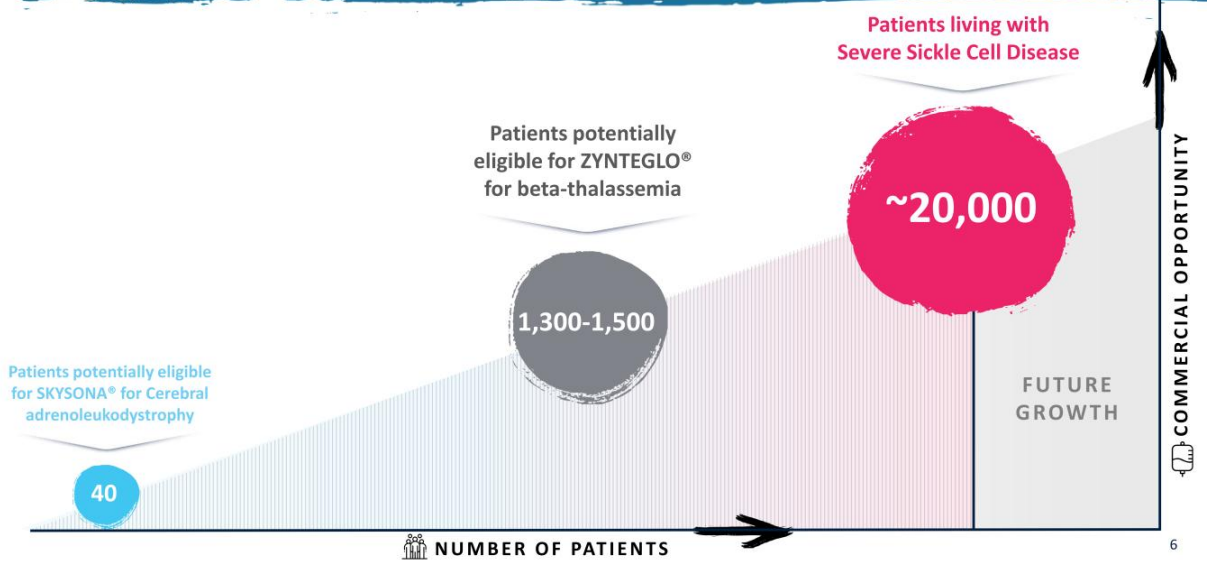 Patients living with
Severe Sickle Cell Disease
~20,000
Patients potentially
eligible for ZYNTEGLO®
for beta-thalassemia
1,300-1,500
Patients potentially eligible
for SKYSONA® for Cerebral
adrenoleukodystrophy
40
FUTURE
GROWTH
COMMERCIAL OPPORTUNITY
NUMBER OF PATIENTS
6